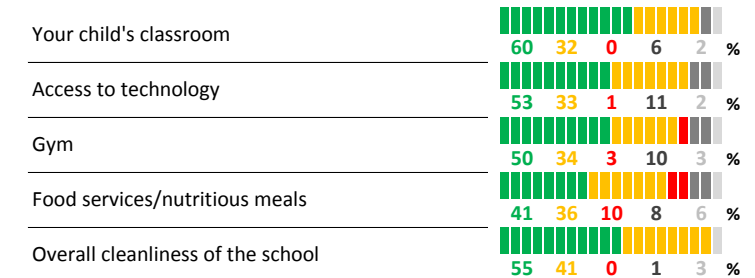 Your child's classroom
60 32 0 6 2 %
Access to technology
53 33 1 11 2 %
Gym
50 34 3 10 3 %
Food services/nutritious meals
41 36 10 8 6 %
Overall cleanliness of the school
55 41 0 1 3 %